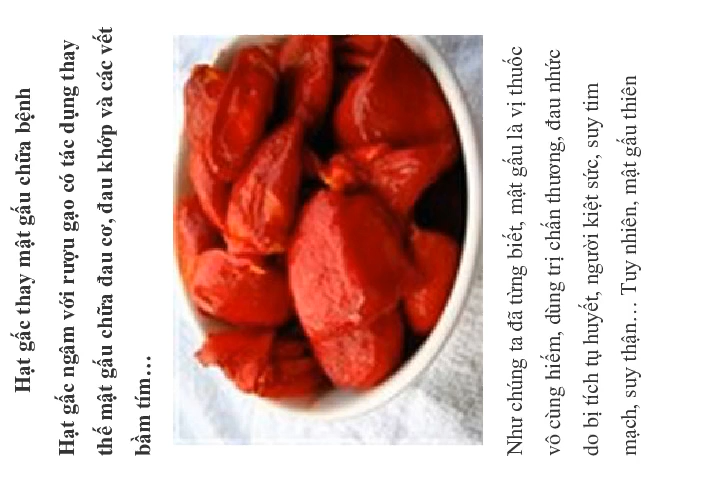 Hạt gấc thay mật gấu chữa bệnh
Hạt gấc ngâm với rượu gạo có tác dụng thay
thế mật gấu chữa đau cơ, đau khớp và các vết
bầm tím…
Như chúng ta đã từng biết, mật gấu là vị thuốc
vô cùng hiếm, dùng trị chấn thương, đau nhức
do bị tích tụ huyết, người kiệt sức, suy tim
mạch, suy thận… Tuy nhiên, mật gấu thiên